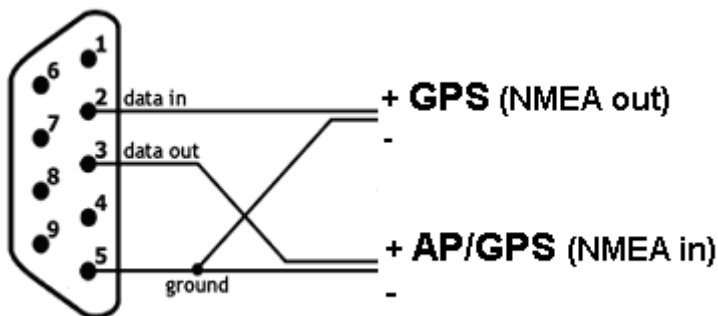 1
6
2 data in
+ GPS (NMEA out)
7
-
3 data out
8
4
9
+ AP/GPS (NMEA in)
5
ground
-